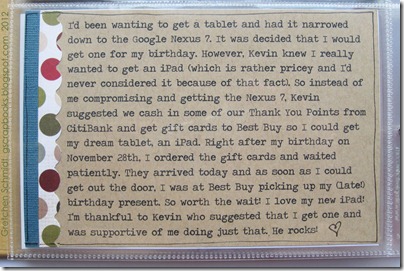 I'd been wanting to get a tablet and had it narrowed
down to the Google Nexus 7. It was decided that I would
get one for my birthday. However, Kevin knew I really
wanted to get an iPad (which is rather pricey and I'd
never considered it because of that fact). So instead of
me compromising and getting the Nexus 7, Kevin
suggested we cash in some of our Thank You Points from
CitiBank and get gift cards to Best Buy so I could get
my dream tablet, an iPad. Right after my birthday on
November 28th, I ordered the gift cards and waited
patiently. They arrived today and as soon as I could
get out the door, I was at Best Buy picking up my (late!)
birthday present. So worth the wait! I love my new iPad!
I'm thankful to Kevin who suggested that I get one and
was supportive of me doing just that. He rocks!
Gretchen Schmidt gscrapbooks.blogspot.com 2012